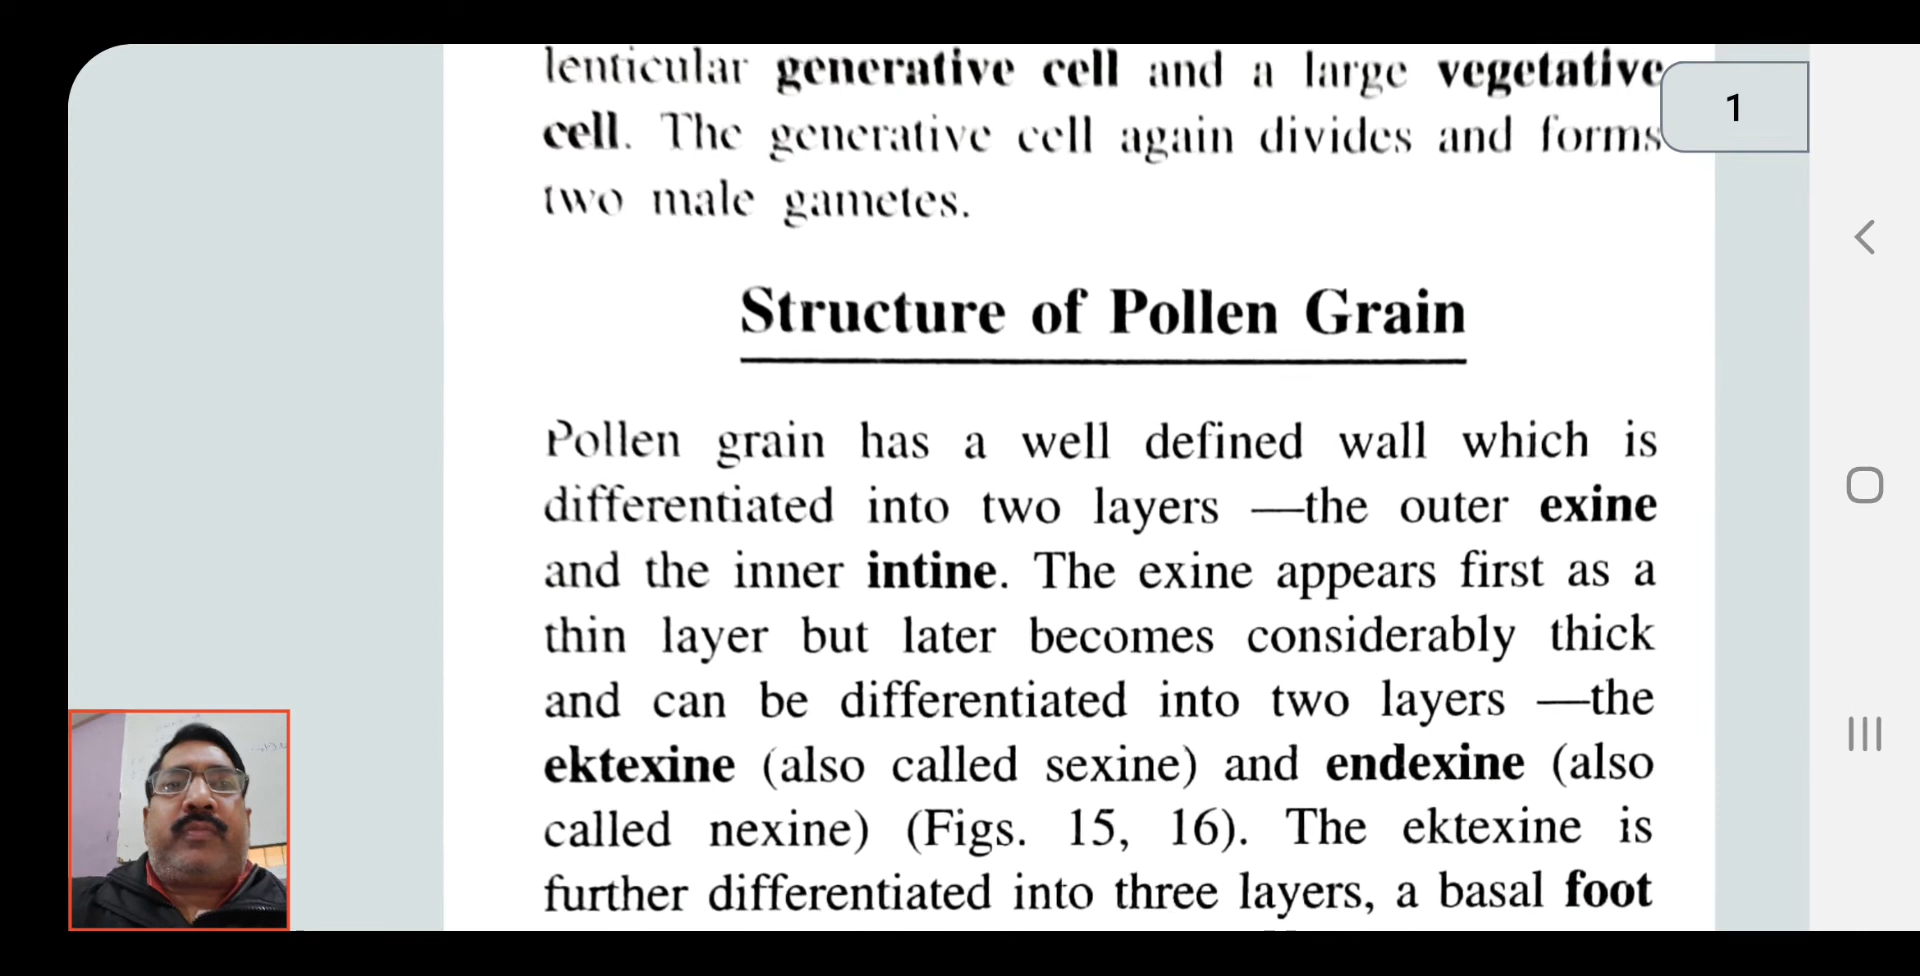 lenticular generative cell and a large vegetative
1
cell. The generative cell again divides and forms
two male gametes.
Structure of Pollen Grain
Pollen grain has a well defined wall which is
differentiated into two layers —the outer exine
and the inner intine. The exine appears first as a
thin layer but later becomes considerably thick
and can be differentiated into two layers —the
ektexine (also called sexine) and endexine (also
called nexine) (Figs. 15, 16). The ektexine is
further differentiated into three layers, a basal foot